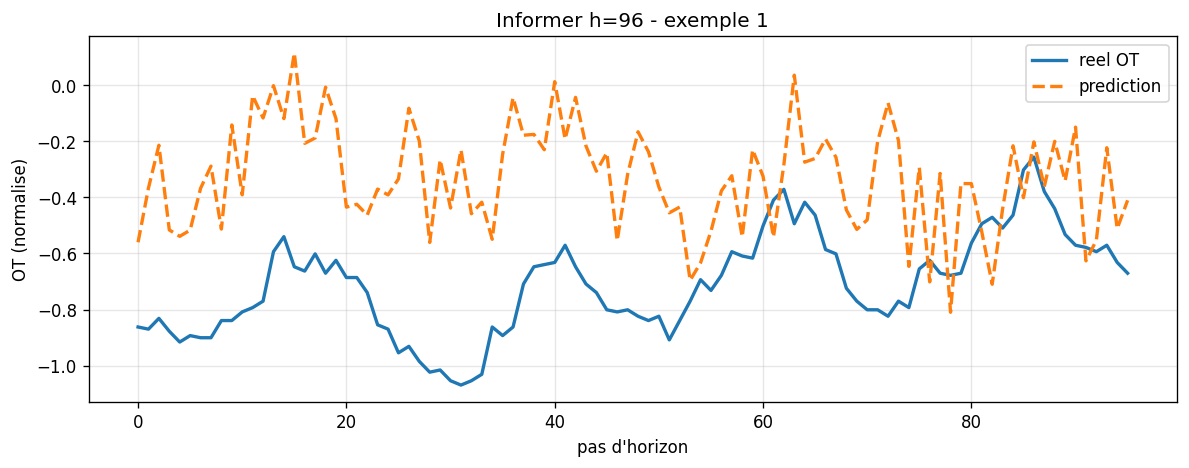 Informer h=96 - exemple 1
reel OT
prediction
OT (normalise)
0.0
−0.2
−0.4
−0.6
−0.8
−1.0
0
20
40
60
80
pas d'horizon